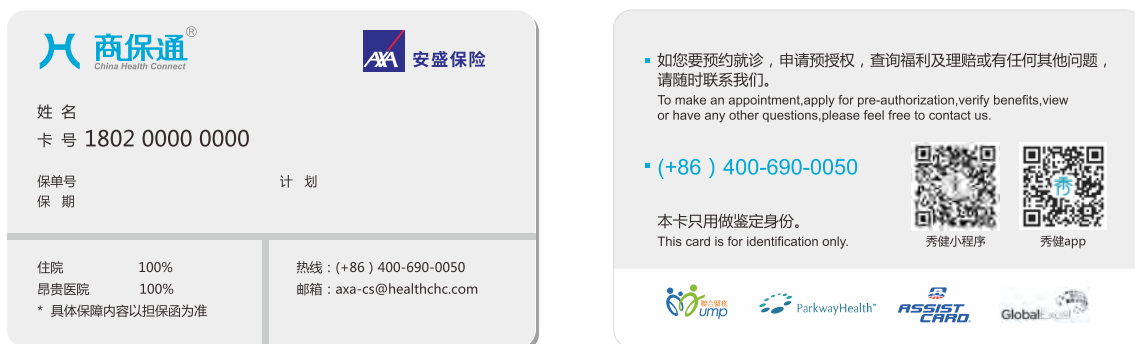 商保通®
China Health Connect
AXA 安盛保险
姓 名
卡 号 1802 0000 0000
保单号
计 划
保 期
住院 100%
昂贵医院 100%
* 具体保障内容以担保函为准
热线：(+86）400-690-0050
邮箱：axa-cs@healthchc.com
如您要预约就诊，申请预授权，查询福利及理赔或有任何其他问题，
请随时联系我们。
To make an appointment,apply for pre-authorization,verify benefits,view
or have any other questions,please feel free to contact us.
(+86）400-690-0050
本卡只用做鉴定身份。
This card is for identification only.
秀健小程序
秀健app
聯合醫務
ump
ParkwayHealth™
ASSIST
CARD.
GlobalExcel